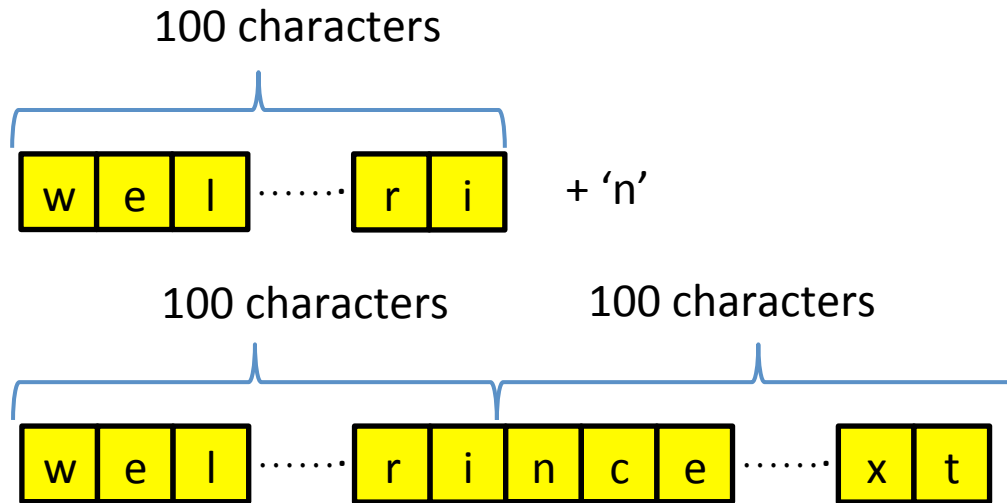 100 characters
w e l ....... r i + ‘n’
100 characters 100 characters
w e l ....... r i n c e ....... x t